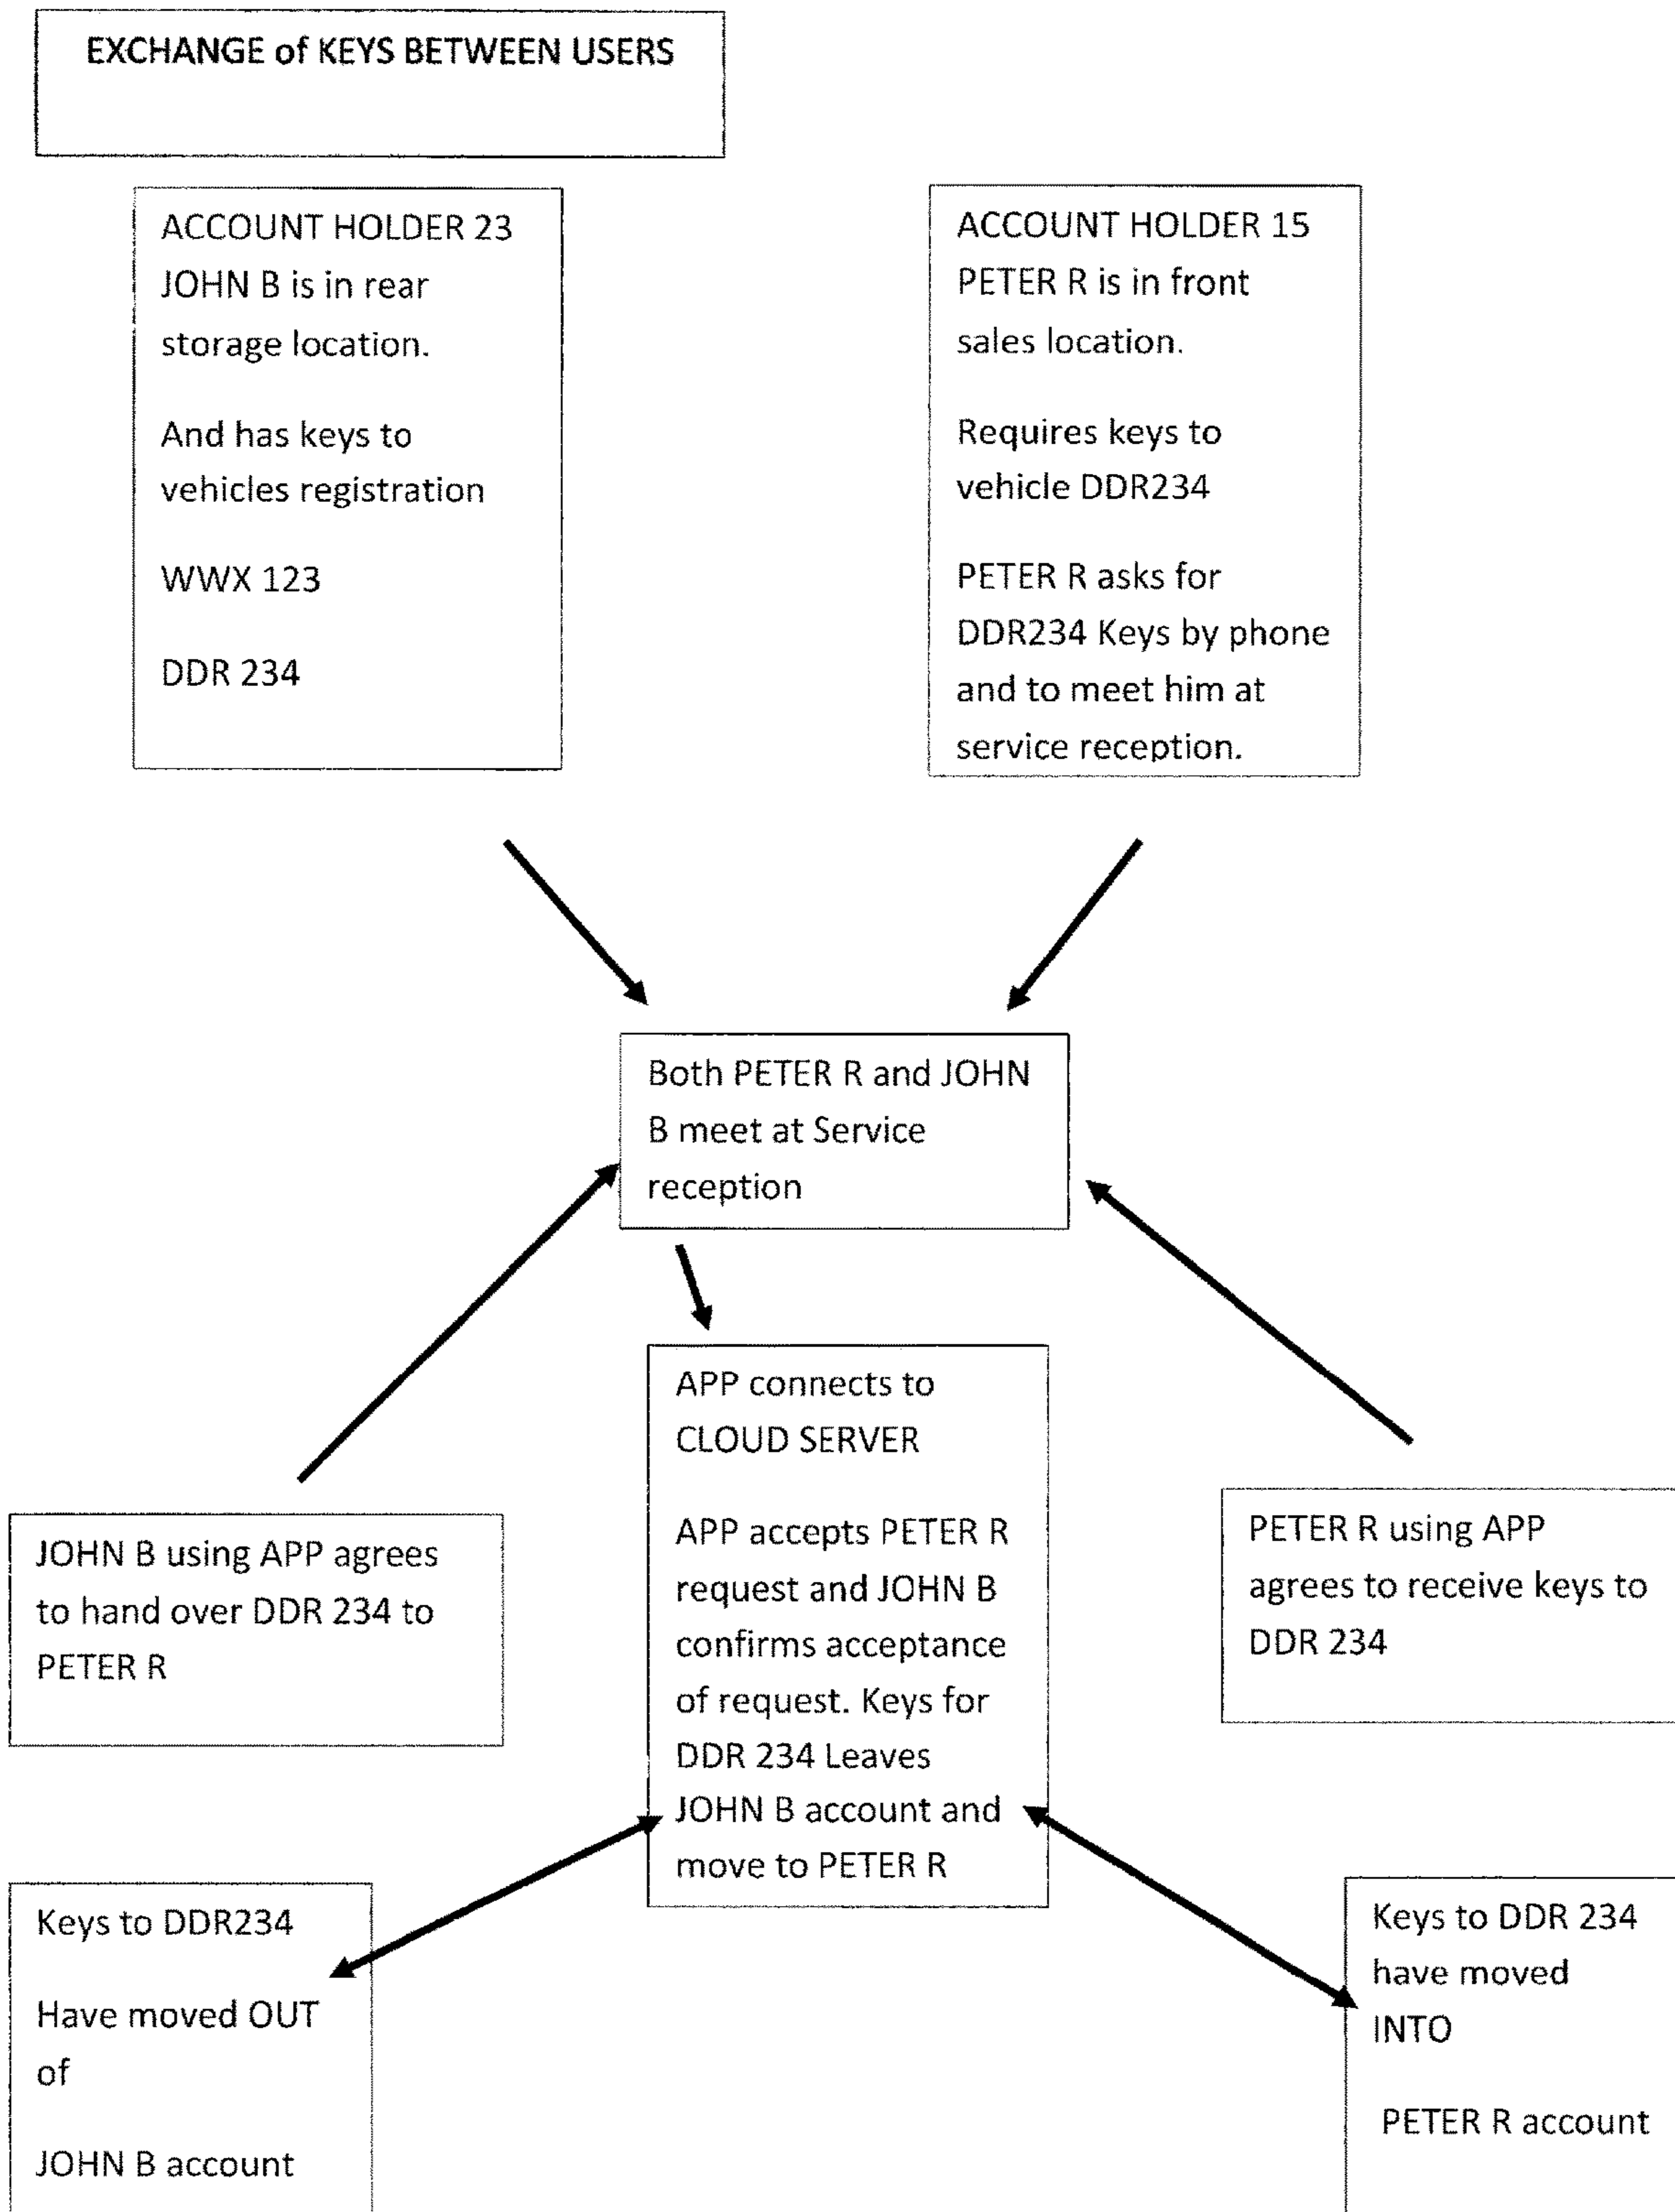 EXCHANGE of KEYS BETWEEN USERS
ACCOUNT HOLDER 23
JOHN B is in rear
storage location.
And has keys to
vehicles registration
WWX 123
DDR 234
ACCOUNT HOLDER 15
PETER R is in front
sales location.
Requires keys to
vehicle DDR234
PETER R asks for
DDR234 Keys by phone
and to meet him at
service reception.
Both PETER R and JOHN
B meet at Service
reception
JOHN B using APP agrees
to hand over DDR 234 to
PETER R
APP connects to
CLOUD SERVER
APP accepts PETER R
request and JOHN B
confirms acceptance
of request. Keys for
DDR 234 Leaves
JOHN B account and
move to PETER R
PETER R using APP
agrees to receive keys to
DDR 234
Keys to DDR234
Have moved OUT
of
JOHN B account
Keys to DDR 234
have moved
INTO
PETER R account